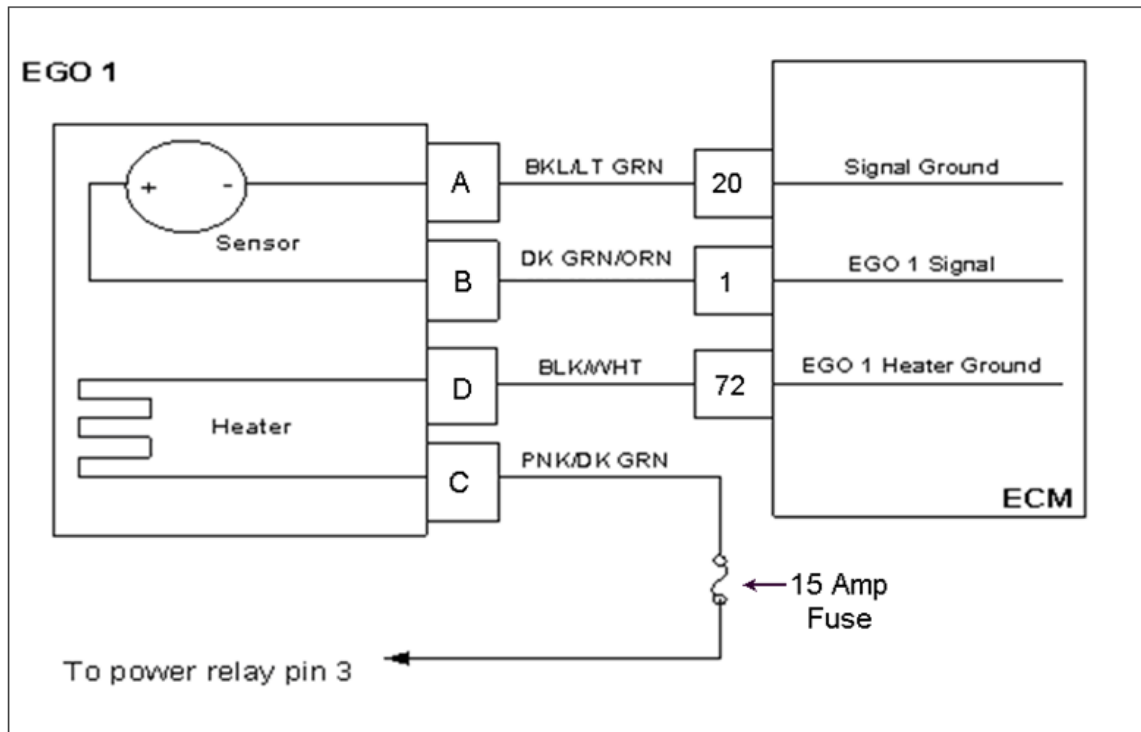 EGO 1
+ -
Sensor
Heater
A
B
D
C
BKL/LT GRN
DK GRN/ORN
BLK/WHT
PNK/DK GRN
20
1
72
Signal Ground
EGO 1 Signal
EGO 1 Heater Ground
ECM
15 Amp
Fuse
To power relay pin 3